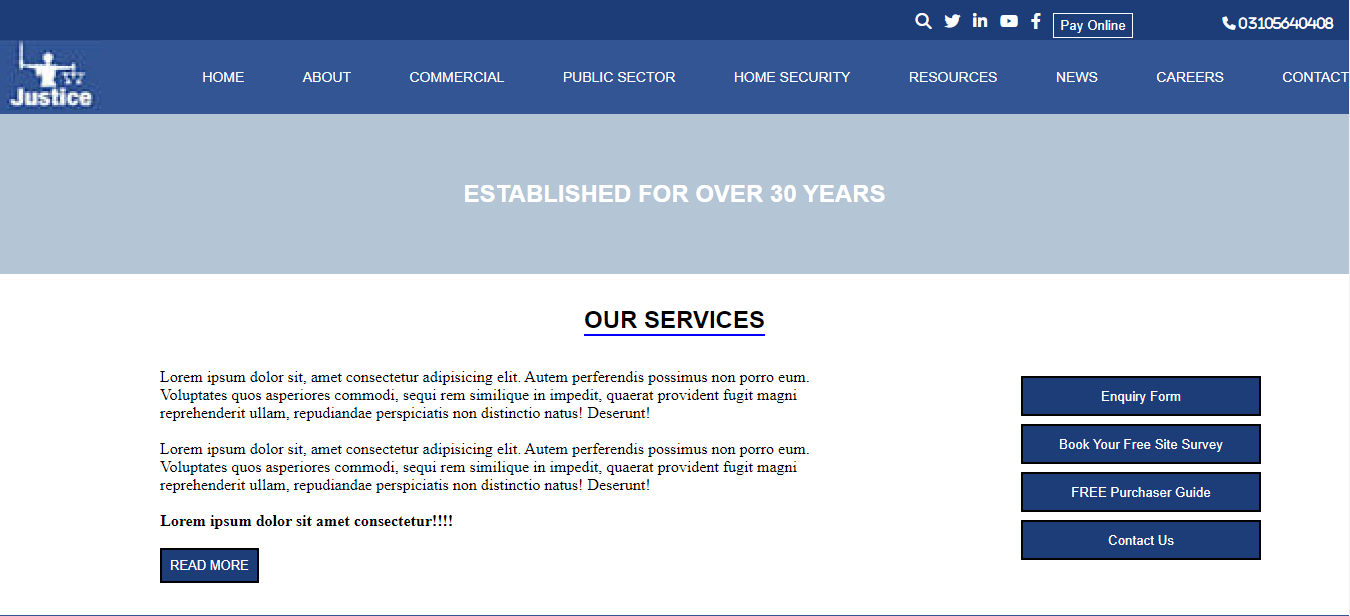 Pay Online
03105640408
Justice
HOME ABOUT COMMERCIAL PUBLIC SECTOR HOME SECURITY RESOURCES NEWS CAREERS CONTACT
ESTABLISHED FOR OVER 30 YEARS
OUR SERVICES
Lorem ipsum dolor sit, amet consectetur adipisicing elit. Autem perferendis possimus non porro eum.
Voluptates quos asperiores commodi, sequi rem similique in impedit, quaerat provident fugit magni
reprehenderit ullam, repudiandae perspiciatis non distinctio natus! Deserunt!
Lorem ipsum dolor sit, amet consectetur adipisicing elit. Autem perferendis possimus non porro eum.
Voluptates quos asperiores commodi, sequi rem similique in impedit, quaerat provident fugit magni
reprehenderit ullam, repudiandae perspiciatis non distinctio natus! Deserunt!
Lorem ipsum dolor sit amet consectetur!!!!
READ MORE
Enquiry Form
Book Your Free Site Survey
FREE Purchaser Guide
Contact Us